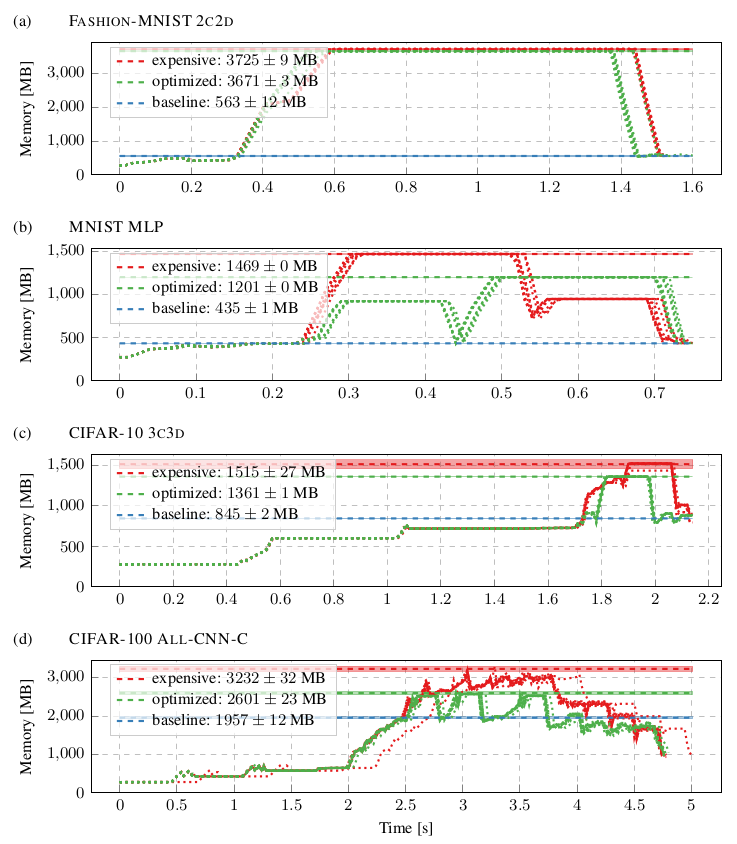 (a) FASHION-MNIST 2C2D
Memory [MB]
3,000
2,000
1,000
0
expensive: 3725 ± 9 MB
optimized: 3671 ± 3 MB
baseline: 563 ± 12 MB
0 0.2 0.4 0.6 0.8 1 1.2 1.4 1.6
(b) MNIST MLP
Memory [MB]
1,500
1,000
500
0
expensive: 1469 ± 0 MB
optimized: 1201 ± 0 MB
baseline: 435 ± 1 MB
0 0.1 0.2 0.3 0.4 0.5 0.6 0.7
(c) CIFAR-10 3C3D
Memory [MB]
1,500
1,000
500
0
expensive: 1515 ± 27 MB
optimized: 1361 ± 1 MB
baseline: 845 ± 2 MB
0 0.2 0.4 0.6 0.8 1 1.2 1.4 1.6 1.8 2 2.2
(d) CIFAR-100 ALL-CNN-C
Memory [MB]
3,000
2,000
1,000
0
expensive: 3232 ± 32 MB
optimized: 2601 ± 23 MB
baseline: 1957 ± 12 MB
0 0.5 1 1.5 2 2.5 3 3.5 4 4.5 5
Time [s]